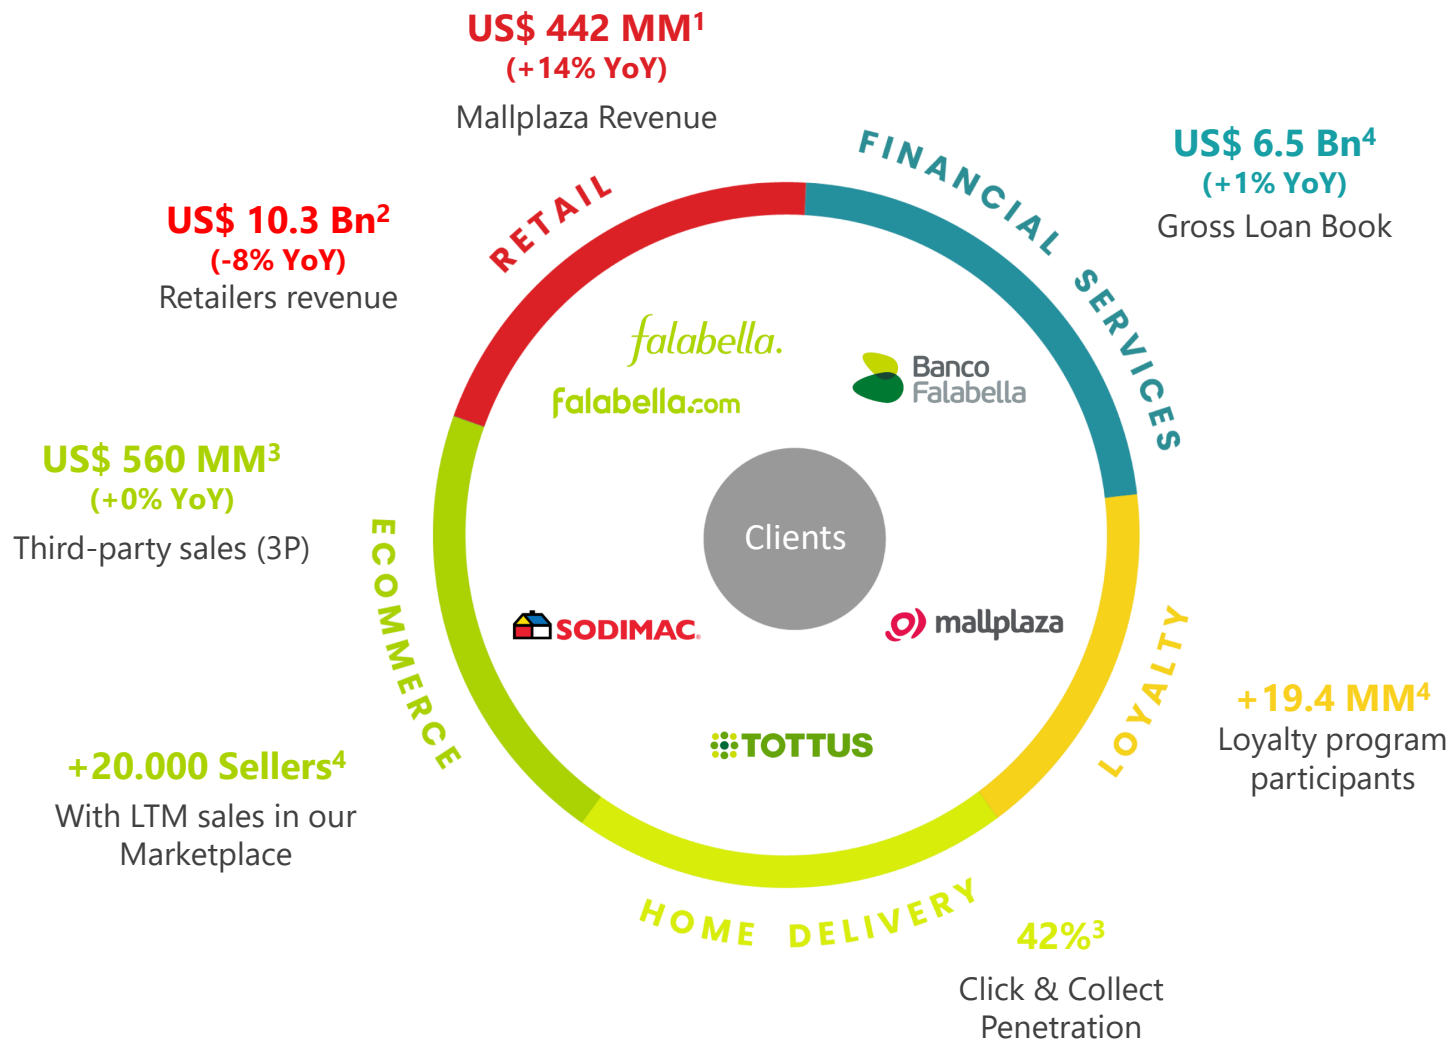 US$ 442 MM¹
(+14% YoY)
Mallplaza Revenue
US$ 10.3 Bn²
(-8% YoY)
Retailers revenue
RETAIL
FINANCIAL SERVICES
US$ 6.5 Bn⁴
(+1% YoY)
Gross Loan Book
falabella.
falabella.com
Banco
Falabella
US$ 560 MM³
(+0% YoY)
Third-party sales (3P)
ECOMMERCE
Clients
SODIMAC®
mallplaza
TOTTUS
LOYALTY
+19.4 MM⁴
Loyalty program
participants
+20.000 Sellers⁴
With LTM sales in our
Marketplace
HOME DELIVERY
42%³
Click & Collect
Penetration